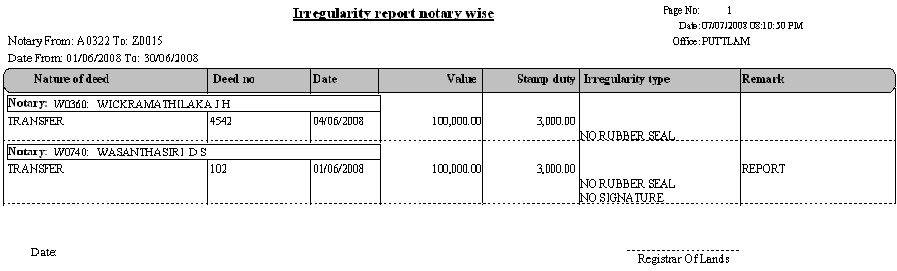 Irregularity report notary wise
Page No: 1
Date: 07/07/2008 08:10:50 PM
Notary From: A0322 To: Z0015
Office: PUTTLAM
Date From: 01/06/2008 To: 30/06/2008
Nature of deed Deed no Date Value Stamp duty Irregularity type Remark
Notary: W0360: WICKRAMATHILAKA J H
TRANSFER 4542 04/06/2008 100,000.00 3,000.00
NO RUBBER SEAL
Notary: W0740: WASANTHASIRI D S
TRANSFER 102 01/06/2008 100,000.00 3,000.00 REPORT
NO RUBBER SEAL
NO SIGNATURE
Date:
Registrar Of Lands